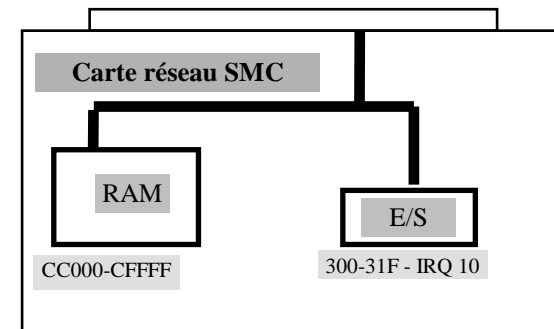 Carte réseau SMC
RAM
E/S
CC000-CFFFF
300-31F - IRQ 10